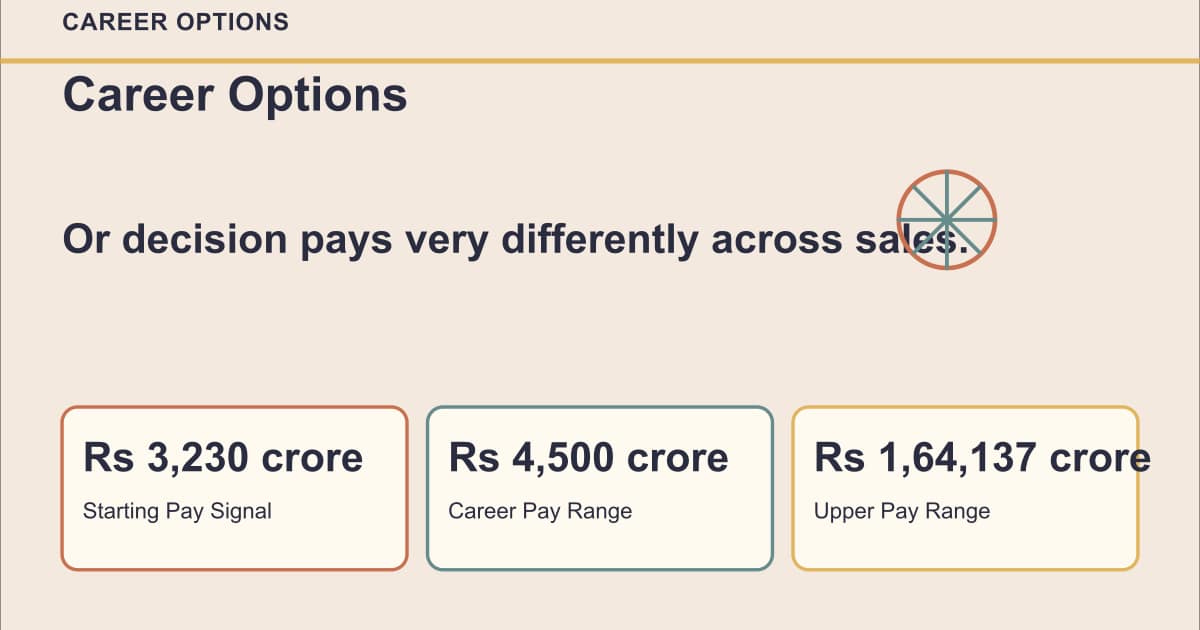 CAREER OPTIONS
Career Options
Or decision pays very differently across sales.
Rs 3,230 crore
Starting Pay Signal
Rs 4,500 crore
Career Pay Range
Rs 1,64,137 crore
Upper Pay Range